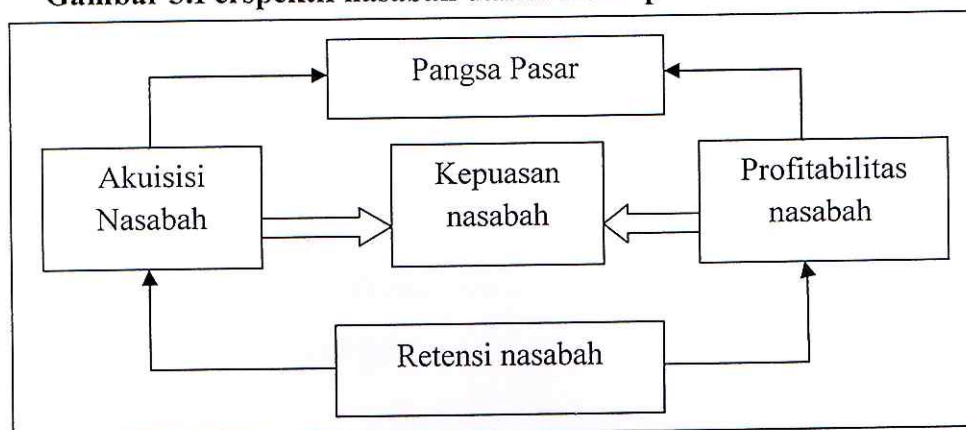 Pangsa Pasar
Akuisisi
Nasabah
Kepuasan
nasabah
Profitabilitas
nasabah
Retensi nasabah